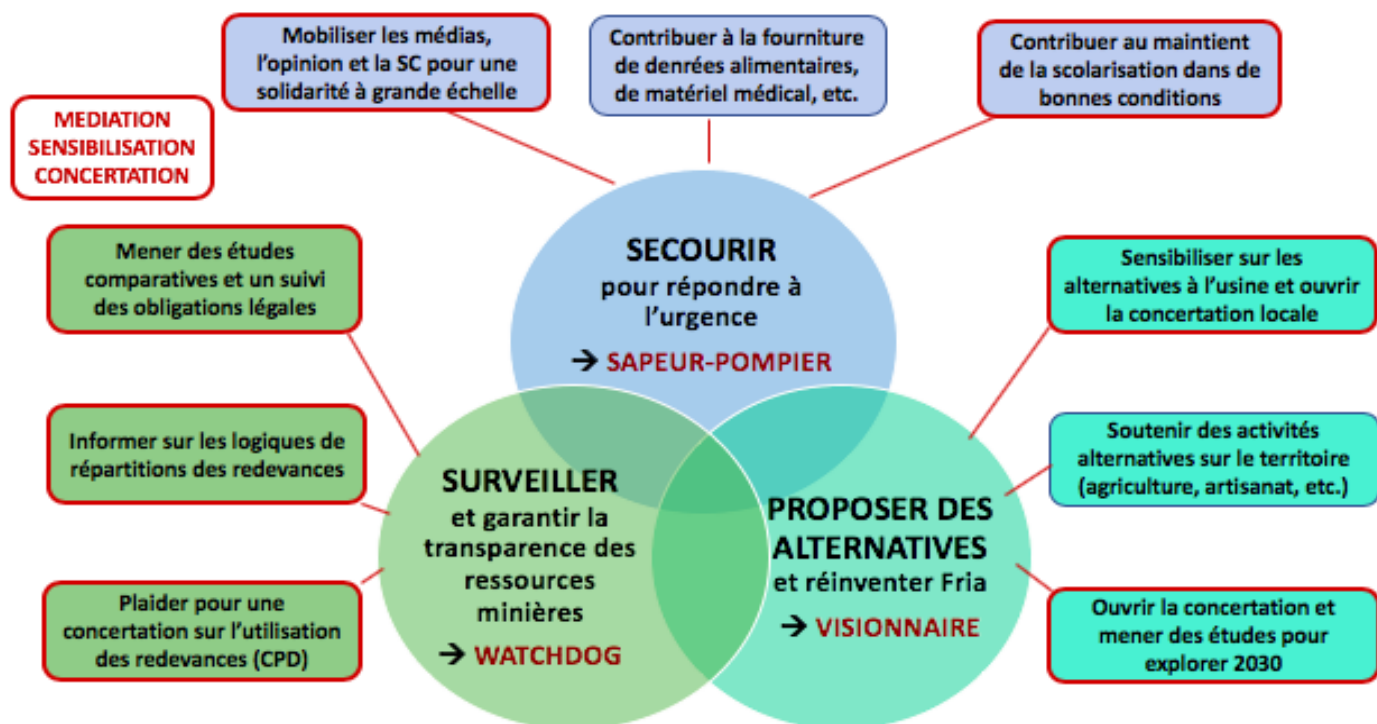 Mobiliser les médias,
l'opinion et la SC pour une
solidarité à grande échelle
Contribuer à la fourniture
de denrées alimentaires,
de matériel médical, etc.
Contribuer au maintient
de la scolarisation dans de
bonnes conditions
MEDIATION
SENSIBILISATION
CONCERTATION
SECOURIR
pour répondre à
l'urgence
→ SAPEUR-POMPIER
Mener des études
comparatives et un suivi
des obligations légales
Informer sur les logiques de
répartitions des redevances
Plaider pour une
concertation sur l'utilisation
des redevances (CPD)
SURVEILLER
et garantir la
transparence des
ressources
minières
→ WATCHDOG
PROPOSER DES
ALTERNATIVES
et réinventer Fria
→ VISIONNAIRE
Sensibiliser sur les
alternatives à l'usine et ouvrir
la concertation locale
Soutenir des activités
alternatives sur le territoire
(agriculture, artisanat, etc.)
Ouvrir la concertation et
mener des études pour
explorer 2030